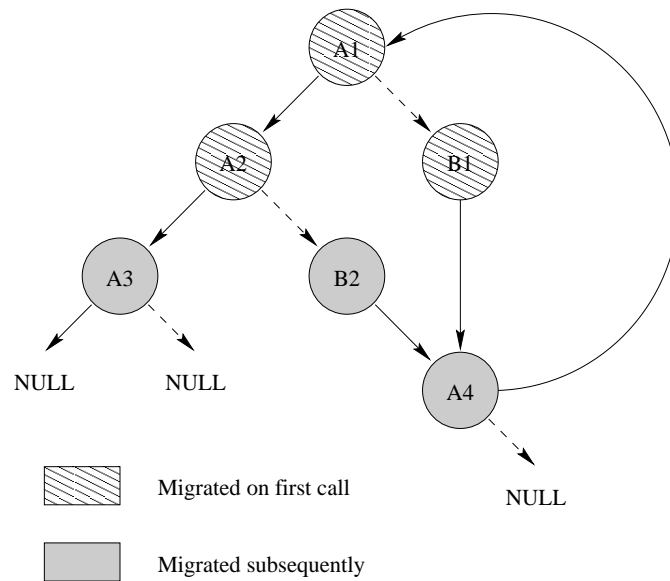 A1
A2
B1
A3
B2
NULL
NULL
A4
NULL
Migrated on first call
Migrated subsequently